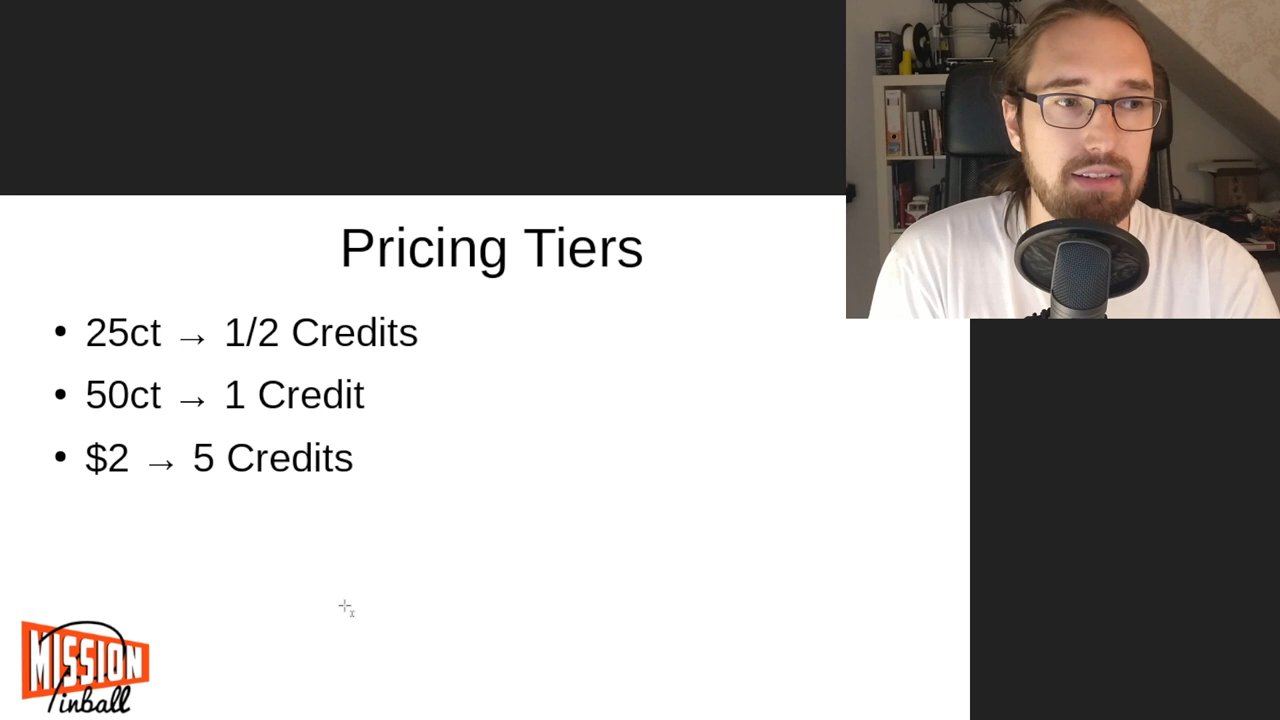 Pricing Tiers
• 25ct → 1/2 Credits
• 50ct → 1 Credit
• $2 → 5 Credits
MISSION
Pinball